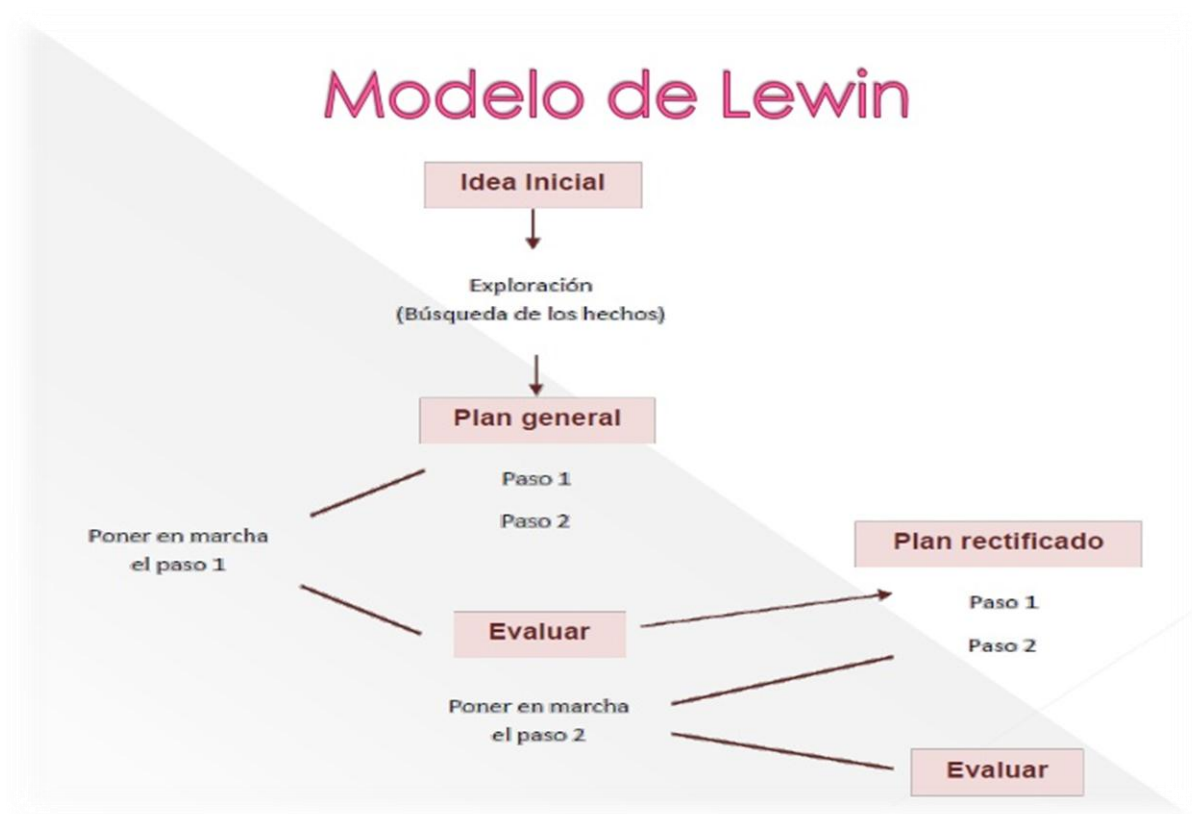 Modelo de Lewin
Idea Inicial
Exploración
(Búsqueda de los hechos)
Plan general
Paso 1
Paso 2
Poner en marcha
el paso 1
Evaluar
Plan rectificado
Paso 1
Paso 2
Poner en marcha
el paso 2
Evaluar